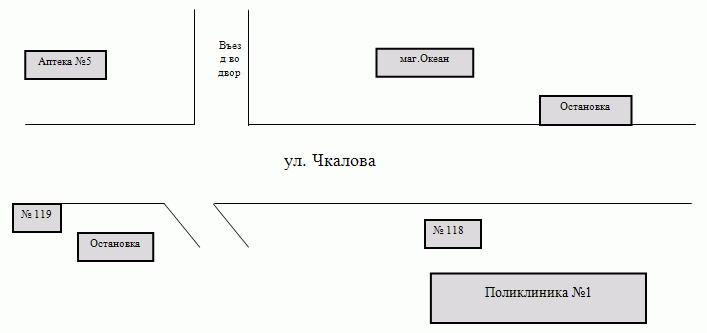 Въез
д во
двор
Аптека №5
маг.Океан
Остановка
ул. Чкалова
№ 119
Остановка
№ 118
Поликлиника №1